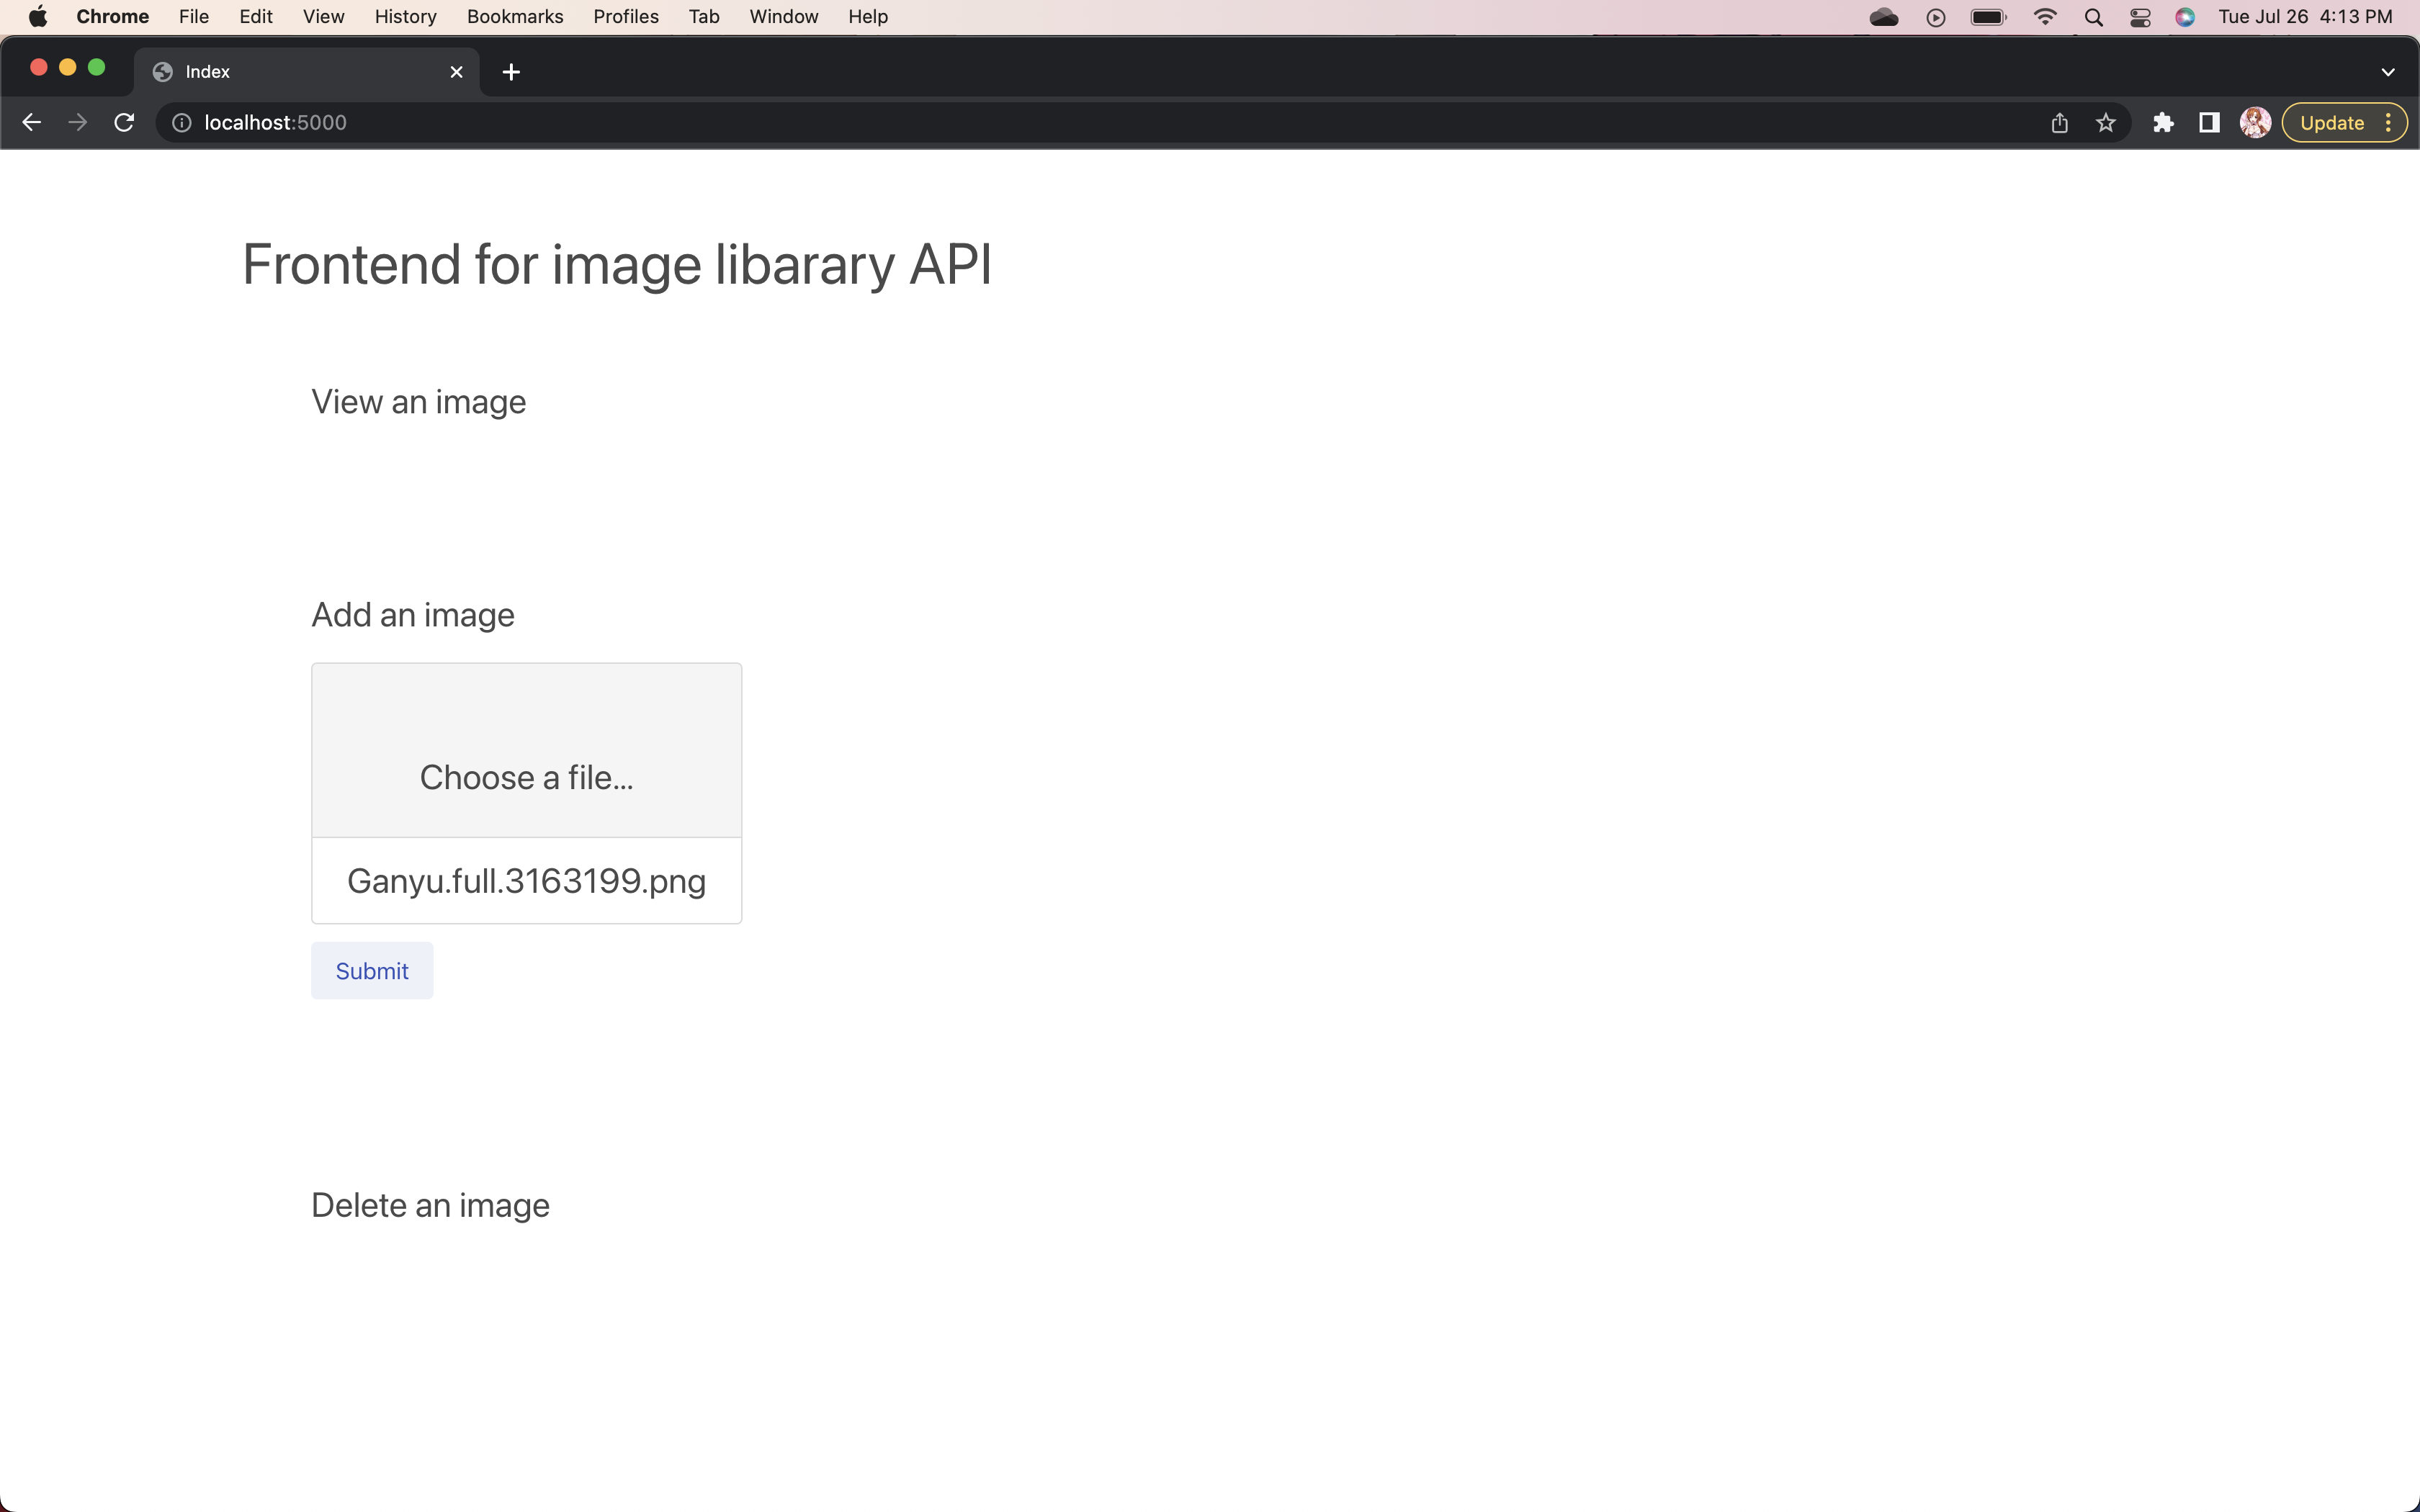 Chrome File Edit View History Bookmarks Profiles Tab Window Help Tue Jul 26 4:13 PM
Index
localhost:5000 Update
Frontend for image libarary API
View an image
Add an image
Choose a file...
Ganyu.full.3163199.png
Submit
Delete an image